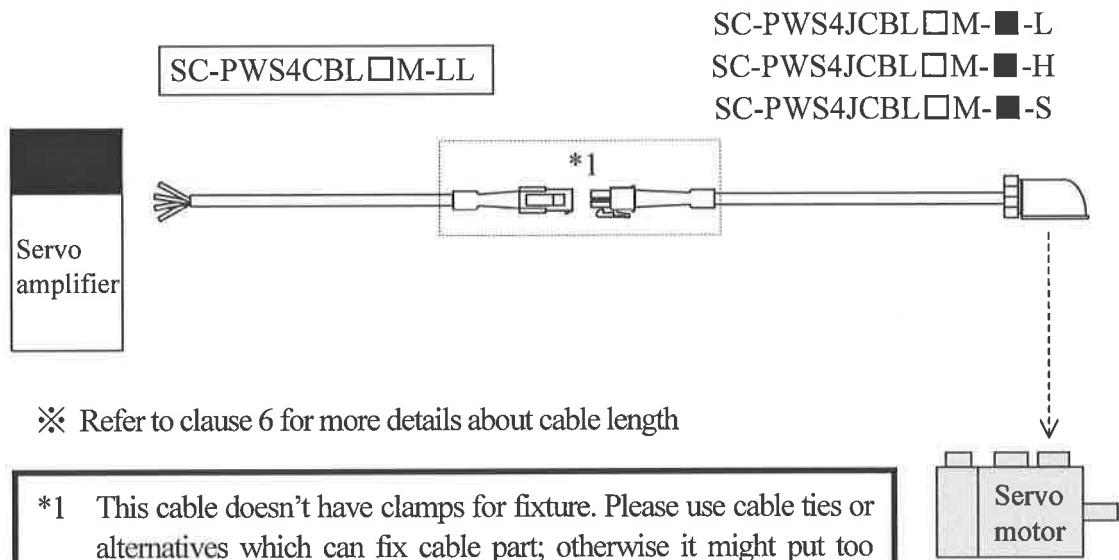 SC-PWS4JCBL□M-■-L
SC-PWS4CBL□M-LL
SC-PWS4JCBL□M-■-H
SC-PWS4JCBL□M-■-S
*1
Servo
amplifier
※ Refer to clause 6 for more details about cable length
*1 This cable doesn't have clamps for fixture. Please use cable ties or
alternatives which can fix cable part; otherwise it might put too
Servo
motor